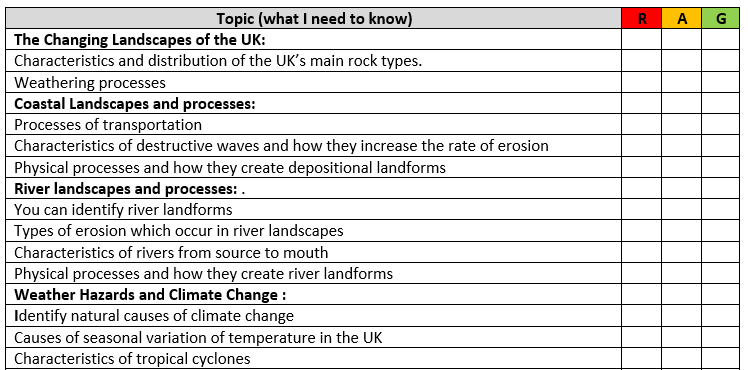 Topic (what I need to know) R A G
The Changing Landscapes of the UK:
Characteristics and distribution of the UK's main rock types.
Weathering processes
Coastal Landscapes and processes:
Processes of transportation
Characteristics of destructive waves and how they increase the rate of erosion
Physical processes and how they create depositional landforms
River landscapes and processes: .
You can identify river landforms
Types of erosion which occur in river landscapes
Characteristics of rivers from source to mouth
Physical processes and how they create river landforms
Weather Hazards and Climate Change :
Identify natural causes of climate change
Causes of seasonal variation of temperature in the UK
Characteristics of tropical cyclones